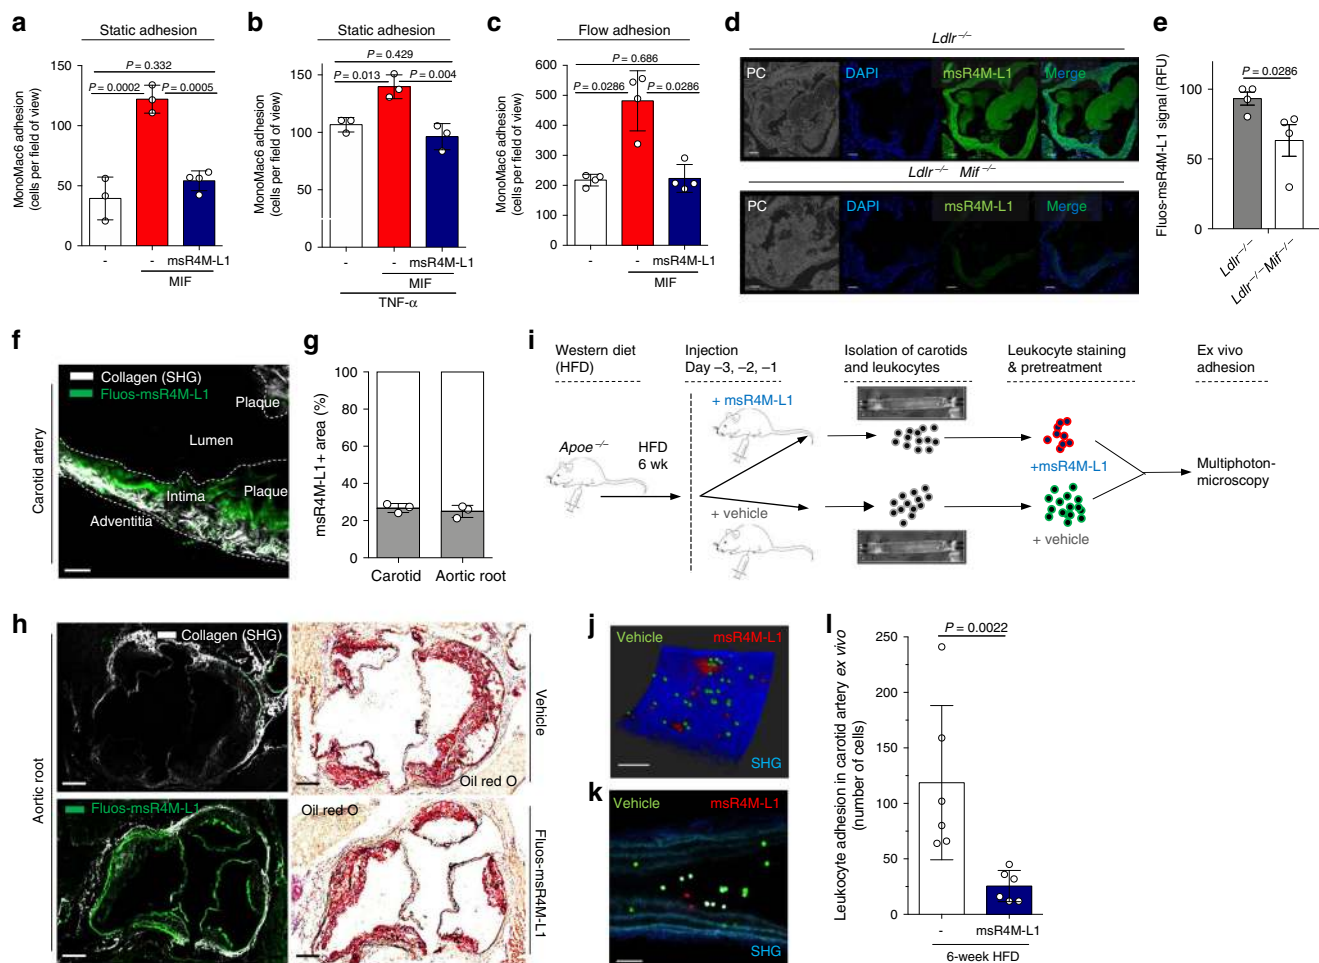 a
Static adhesion
P = 0.332
P = 0.0002
P = 0.0005
MonoMac6 adhesion
(cells per field of view)
150
100
50
0
-
-
msR4M-L1
MIF
b
Static adhesion
P = 0.429
P = 0.013
P = 0.004
MonoMac6 adhesion
(cells per field of view)
150
100
50
0
-
-
msR4M-L1
MIF
TNF-α
c
Flow adhesion
P = 0.686
P = 0.0286
P = 0.0286
MonoMac6 adhesion
(cells per field of view)
600
500
400
300
200
100
0
-
-
msR4M-L1
MIF
d
Ldlr−/−
PC
DAPI
msR4M-L1
Merge
Ldlr−/− Mif−/−
PC
DAPI
msR4M-L1
Merge
e
P = 0.0286
Fluos-msR4M-L1 signal (RFU)
150
100
50
0
Ldlr−/−
Ldlr−/−Mif−/−
f
Carotid artery
Collagen (SHG)
Fluos-msR4M-L1
Plaque
Lumen
Intima
Plaque
Adventitia
g
msR4M-L1+ area (%)
100
80
60
40
20
0
Carotid
Aortic root
i
Western diet
(HFD)
Injection
Day −3, −2, −1
Isolation of carotids
and leukocytes
Leukocyte staining
& pretreatment
Ex vivo
adhesion
+ msR4M-L1
Apoe−/−
HFD
6 wk
+ vehicle
+msR4M-L1
+ vehicle
Multiphoton-
microscopy
h
Aortic root
Collagen (SHG)
Oil red O
Vehicle
Fluos-msR4M-L1
Oil red O
Fluos-msR4M-L1
j
Vehicle
msR4M-L1
SHG
k
Vehicle
msR4M-L1
SHG
l
P = 0.0022
Leukocyte adhesion in carotid artery ex vivo
(number of cells)
250
200
150
100
50
0
-
msR4M-L1
6-week HFD